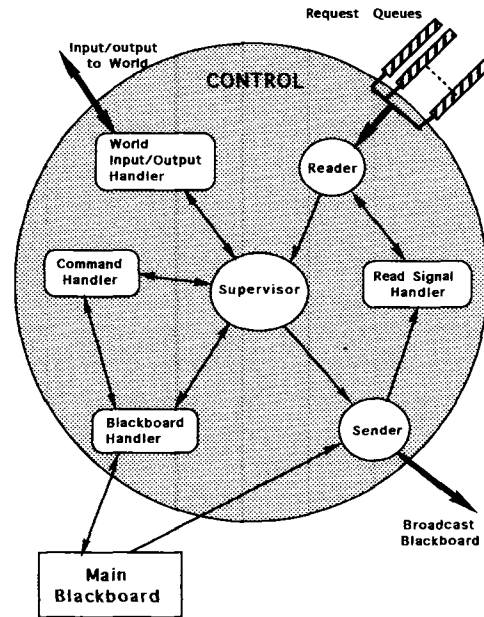 Request Queues
Input/output
to World
CONTROL
World
Input/Output
Handler
Reader
Command
Handler
Supervisor
Read Signal
Handler
Blackboard
Handler
Sender
Broadcast
Blackboard
Main
Blackboard